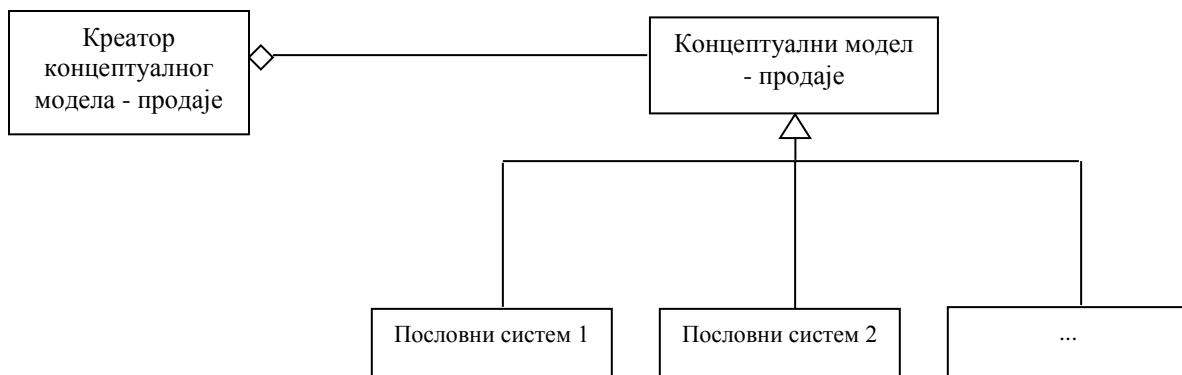 Креатор
концептуалног
модела - продаје
Концептуални модел
- продаје
Пословни систем 1
Пословни систем 2
...